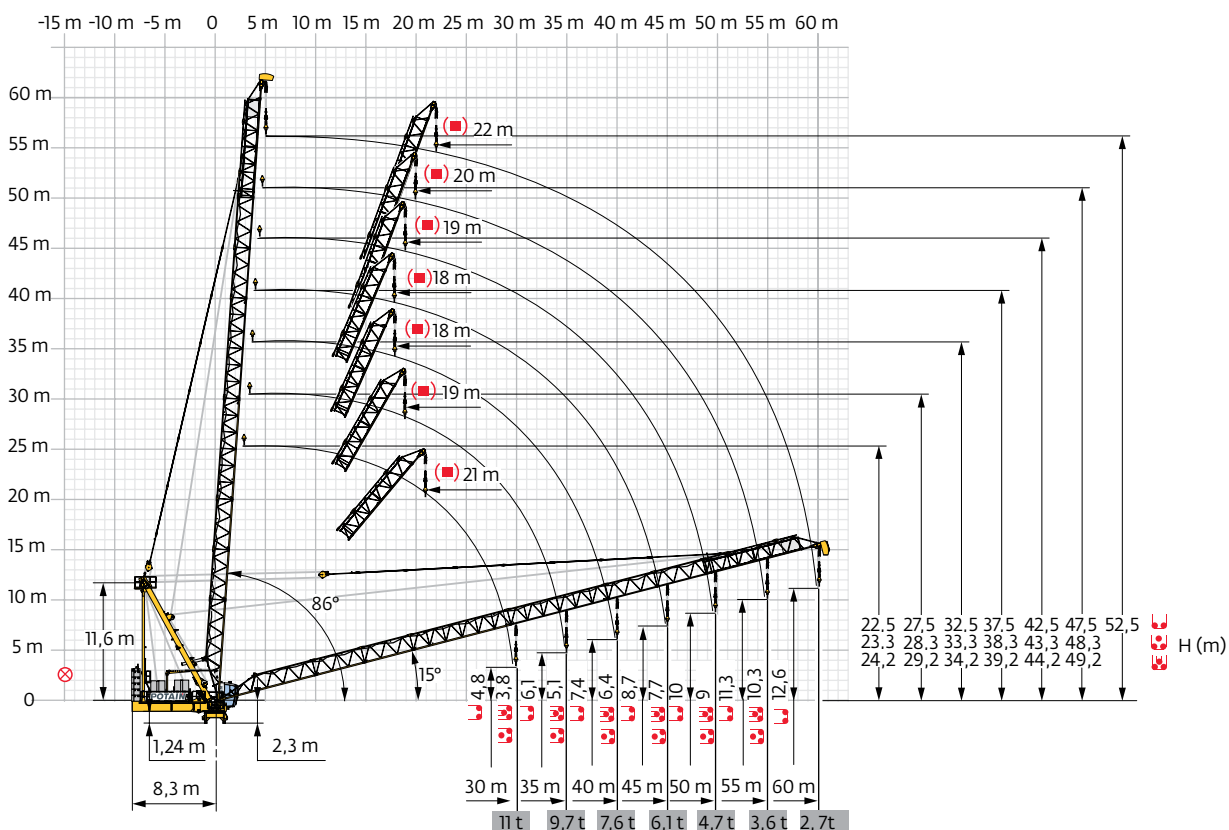 -15 m -10 m -5 m 0 5 m 10 m 15 m 20 m 25 m 30 m 35 m 40 m 45 m 50 m 55 m 60 m
60 m
22 m
55 m
20 m
50 m
19 m
45 m
18 m
40 m
18 m
35 m
19 m
30 m
25 m
21 m
20 m
15 m
10 m
86°
11,6 m
22,5 27,5 32,5 37,5 42,5 47,5 52,5
23,3 28,3 33,3 38,3 43,3 48,3
24,2 29,2 34,2 39,2 44,2 49,2
H (m)
5 m
15°
0
POTAIN
4,8 3,8 6,1 5,1 7,4 6,4 8,7 7,7 10 9 11,3 10,3 12,6
1,24 m 2,3 m
8,3 m
30 m 35 m 40 m 45 m 50 m 55 m 60 m
11 t 9,7 t 7,6 t 6,1 t 4,7 t 3,6 t 2,7t